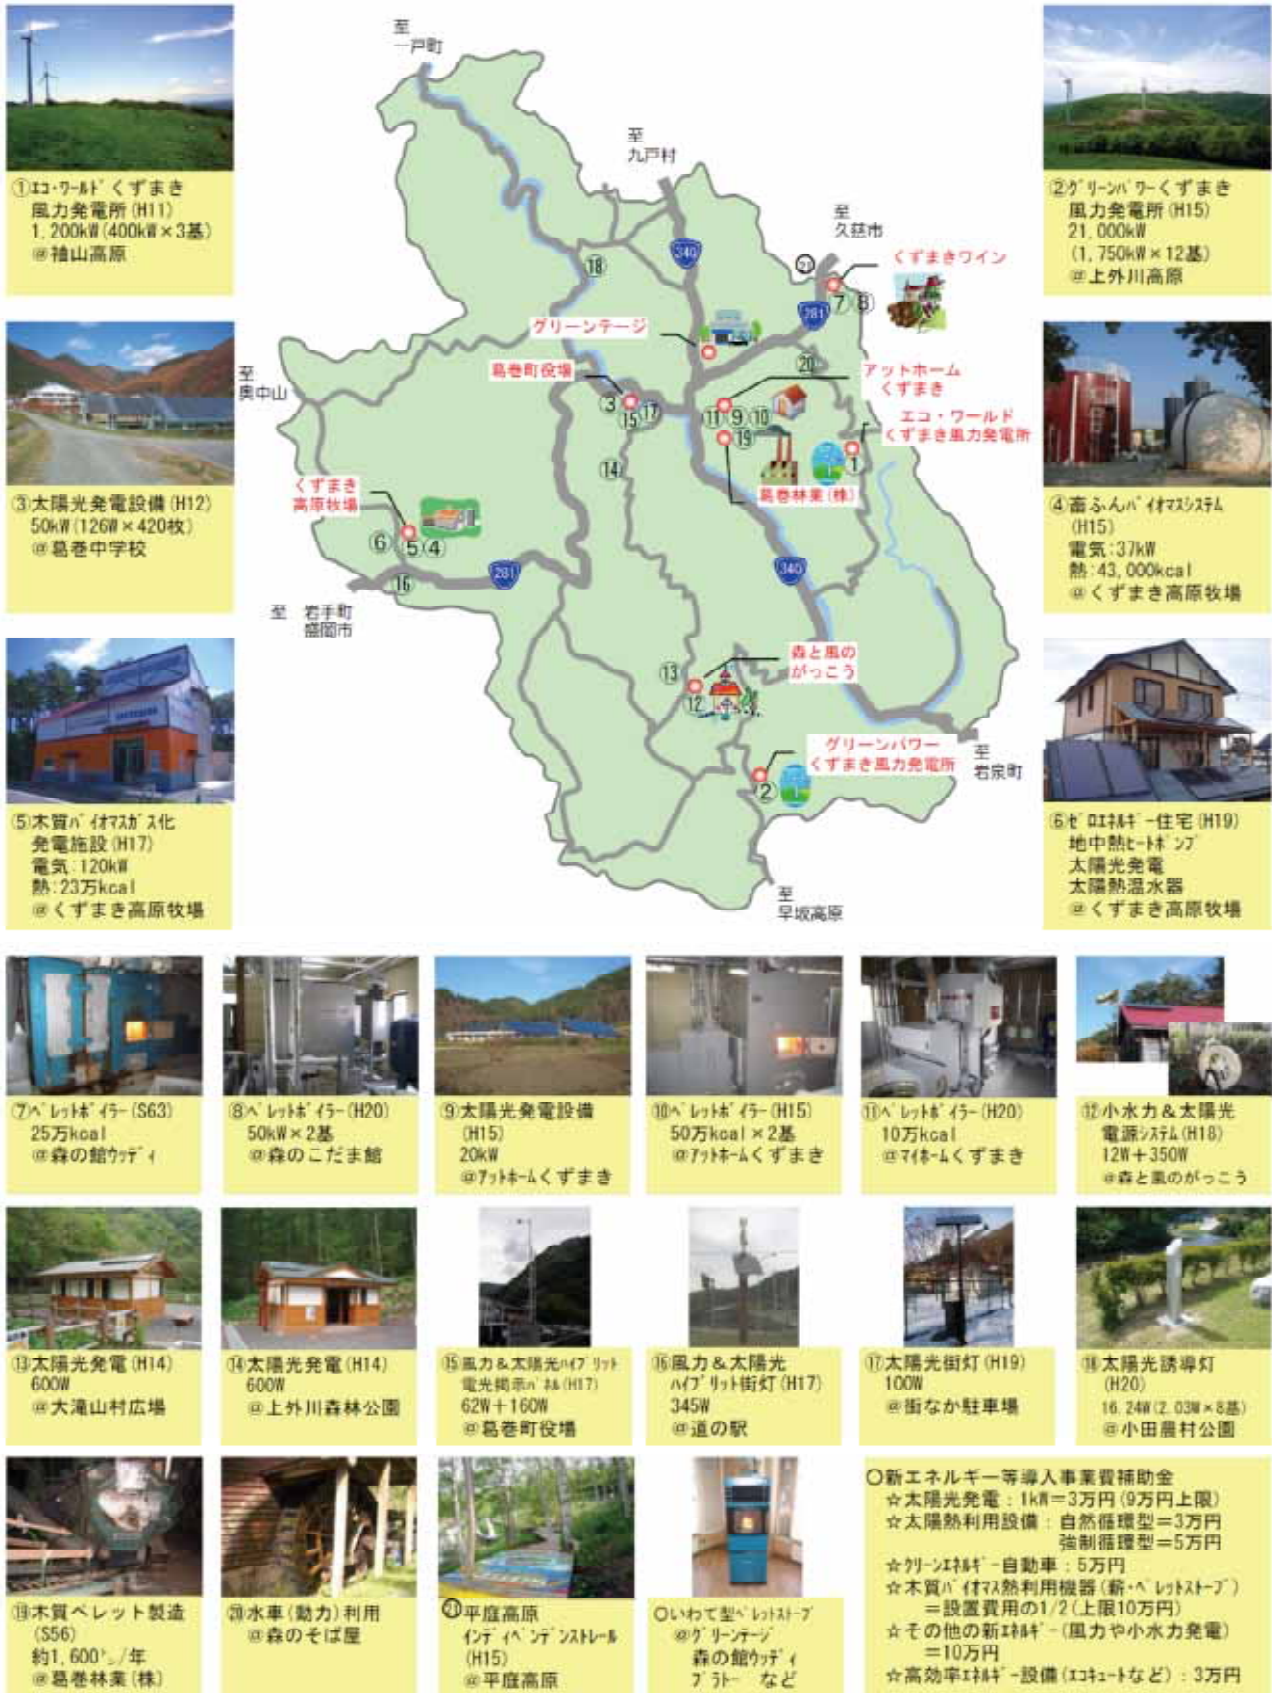 至
一戸町
至
九戸村
至
久慈市
①エコ・ワールドくずまき
風力発電所(H11)
1,200kW(400kW×3基)
@袖山高原
②グリーンパワーくずまき
風力発電所(H15)
21,000kW
(1,750kW×12基)
@上外川高原
340
⑱
㉑
くずまきワイン
⑦⑧
281
グリーンテージ
葛巻町役場
⑳
アットホーム
くずまき
至
奥中山
③
⑮⑰
⑪⑨⑩
⑲
エコ・ワールド
くずまき風力発電所
①
⑭
葛巻林業(株)
くずまき
高原牧場
⑥⑤④
⑯
281
340
③太陽光発電設備(H12)
50kW(126W×420枚)
@葛巻中学校
④畜ふんバイオマスシステム
(H15)
電気:37kW
熱:43,000kcal
@くずまき高原牧場
至 岩手町
盛岡市
森と風の
がっこう
⑬
⑫
グリーンパワー
くずまき風力発電所
②
至
岩泉町
至
早坂高原
⑤木質バイオマスガス化
発電施設(H17)
電気:120kW
熱:23万kcal
@くずまき高原牧場
⑥ゼロエネルギー住宅(H19)
地中熱ヒートポンプ
太陽光発電
太陽熱温水器
@くずまき高原牧場
⑦ペレットボイラー(S63)
25万kcal
@森の館ウッディ
⑧ペレットボイラー(H20)
50kW×2基
@森のこだま館
⑨太陽光発電設備
(H15)
20kW
@アットホームくずまき
⑩ペレットボイラー(H15)
50万kcal×2基
@アットホームくずまき
⑪ペレットボイラー(H20)
10万kcal
@マイホームくずまき
⑫小水力&太陽光
電源システム(H18)
12W+350W
@森と風のがっこう
⑬太陽光発電(H14)
600W
@大滝山村広場
⑭太陽光発電(H14)
600W
@上外川森林公園
⑮風力&太陽光ハイブリット
電光掲示パネル(H17)
62W+160W
@葛巻町役場
⑯風力&太陽光
ハイブリット街灯(H17)
345W
@道の駅
⑰太陽光街灯(H19)
100W
@街なか駐車場
⑱太陽光誘導灯
(H20)
16.24W(2.03W×8基)
@小田農村公園
⑲木質ペレット製造
(S56)
約1,600㌧/年
@葛巻林業(株)
⑳水車(動力)利用
@森のそば屋
㉑平庭高原
インディペンデンストレール
(H15)
@平庭高原
○いわて型ペレットストーブ
@グリーンテージ
森の館ウッディ
プラトー など
○新エネルギー等導入事業費補助金
☆太陽光発電:1kW=3万円(9万円上限)
☆太陽熱利用設備:自然循環型=3万円
強制循環型=5万円
☆クリーンエネルギー自動車:5万円
☆木質バイオマス熱利用機器(薪・ペレットストーブ)
=設置費用の1/2(上限10万円)
☆その他の新エネルギー(風力や小水力発電)
=10万円
☆高効率エネルギー設備(エコキュートなど):3万円